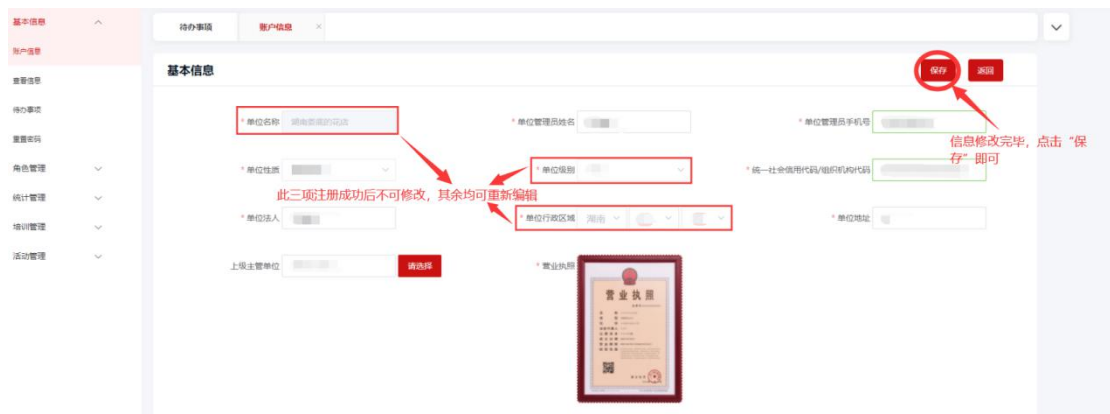 基本信息
账户信息
查看信息
待办事项
重置密码
角色管理
统计管理
培训管理
活动管理
待办事项
账户信息 ×
基本信息
保存
返回
* 单位名称
* 单位管理员姓名
* 单位管理员手机号
信息修改完毕，点击“保
存”即可
* 单位性质
* 单位级别
* 统一社会信用代码/组织机构代码
此三项注册成功后不可修改，其余均可重新编辑
* 单位法人
* 单位行政区域 湖南
* 单位地址
上级主管单位
请选择
* 营业执照
营业执照